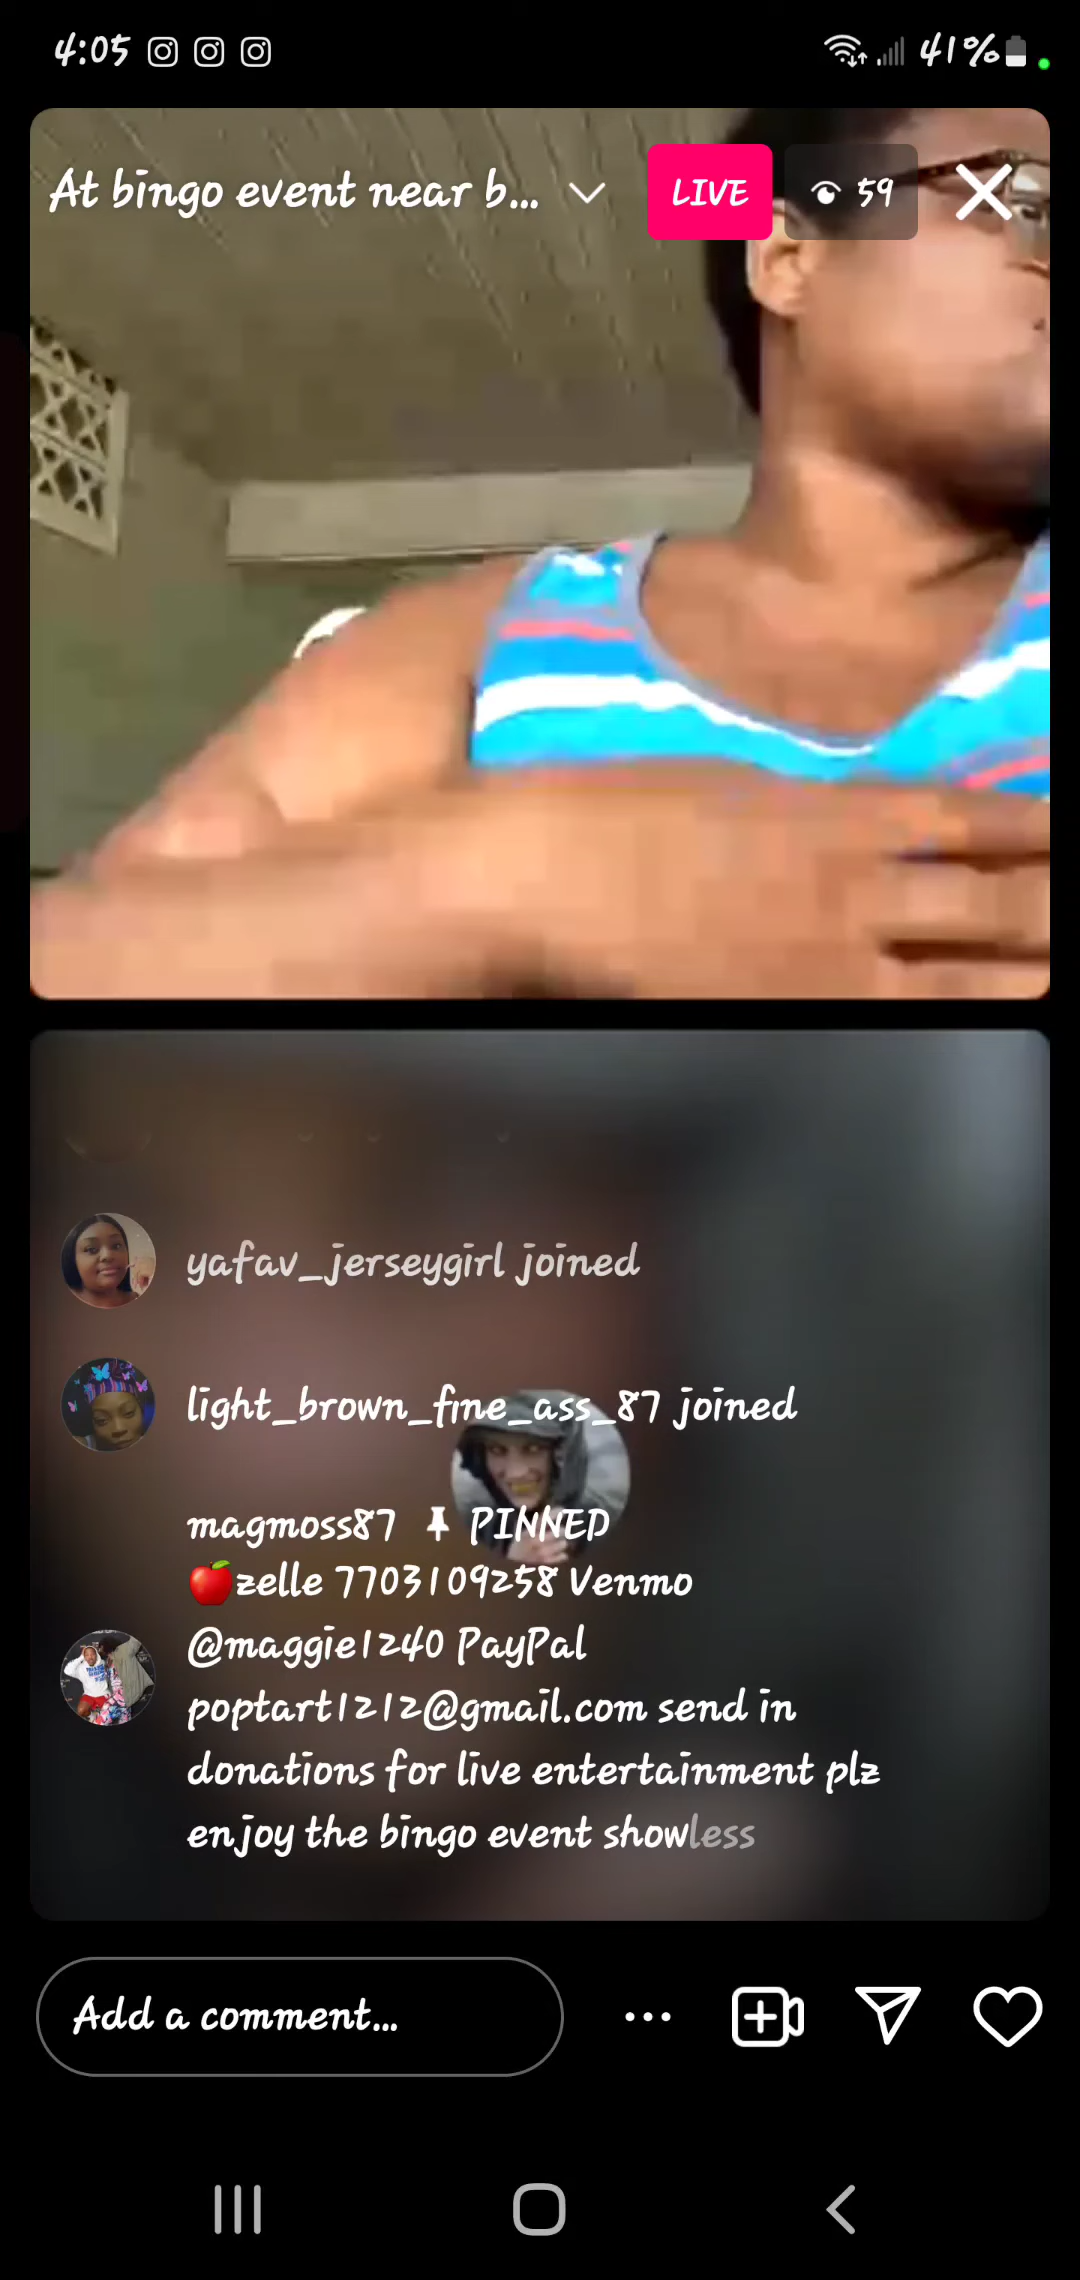 4:05
41%
At bingo event near b...
LIVE
59
yafav_jerseygirl joined
light_brown_fine_ass_87 joined
magmoss87 PINNED
🍎zelle 7703109258 Venmo
@maggie1240 PayPal
poptart1212@gmail.com send in
donations for live entertainment plz
enjoy the bingo event showless
Add a comment...